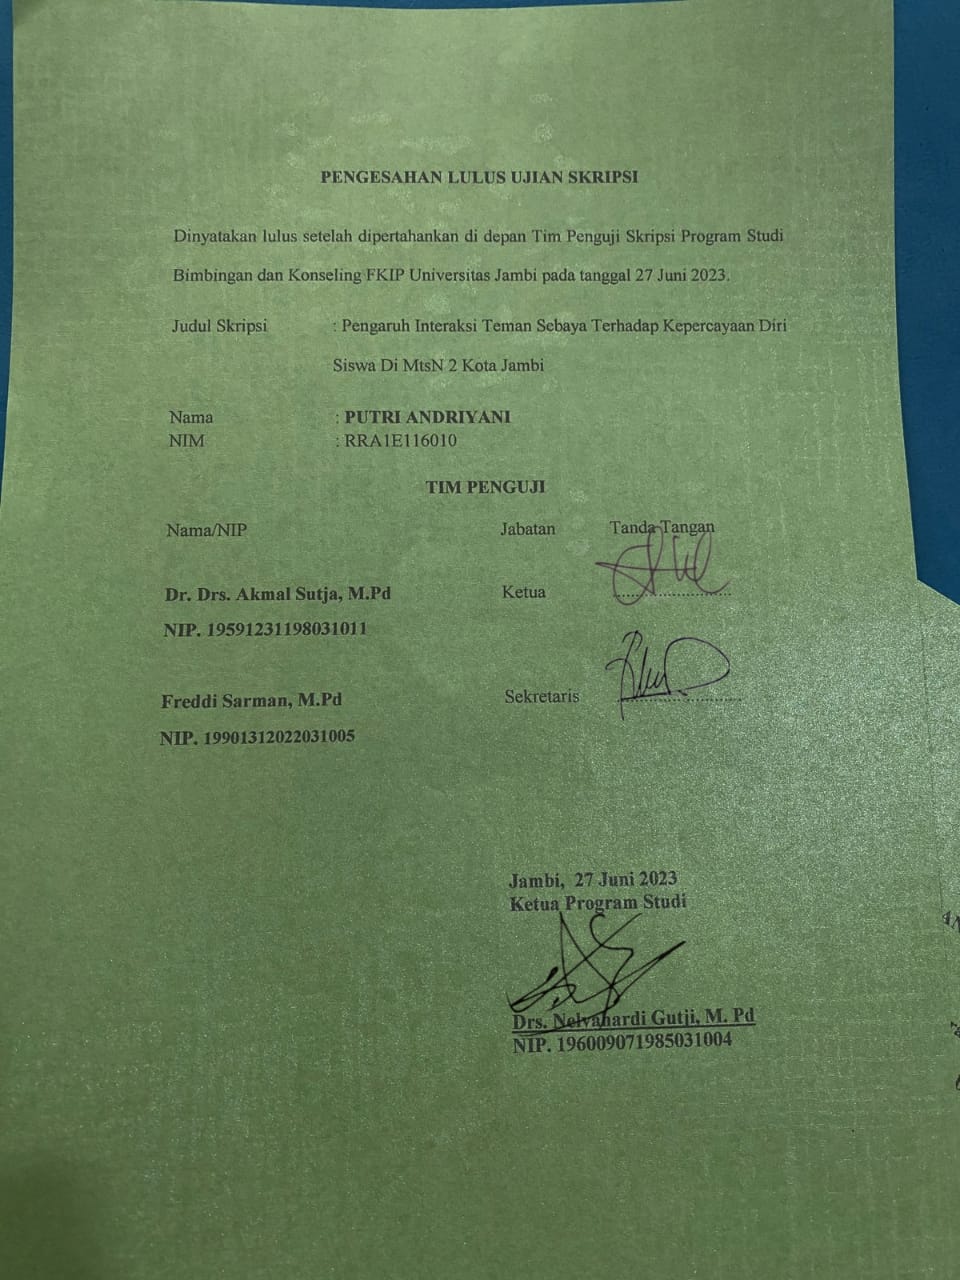 PENGESAHAN LULUS UJIAN SKRIPSI
Dinyatakan lulus setelah dipertahankan di depan Tim Penguji Skripsi Program Studi
Bimbingan dan Konseling FKIP Universitas Jambi pada tanggal 27 Juni 2023.
Judul Skripsi : Pengaruh Interaksi Teman Sebaya Terhadap Kepercayaan Diri
Siswa Di MtsN 2 Kota Jambi
Nama : PUTRI ANDRIYANI
NIM : RRA1E116010
TIM PENGUJI
Nama/NIP Jabatan Tanda Tangan
Dr. Drs. Akmal Sutja, M.Pd Ketua
NIP. 19591231198031011
Freddi Sarman, M.Pd Sekretaris
NIP. 19901312022031005
Jambi, 27 Juni 2023
Ketua Program Studi
Drs. Nelyahardi Gutji, M. Pd
NIP. 196009071985031004